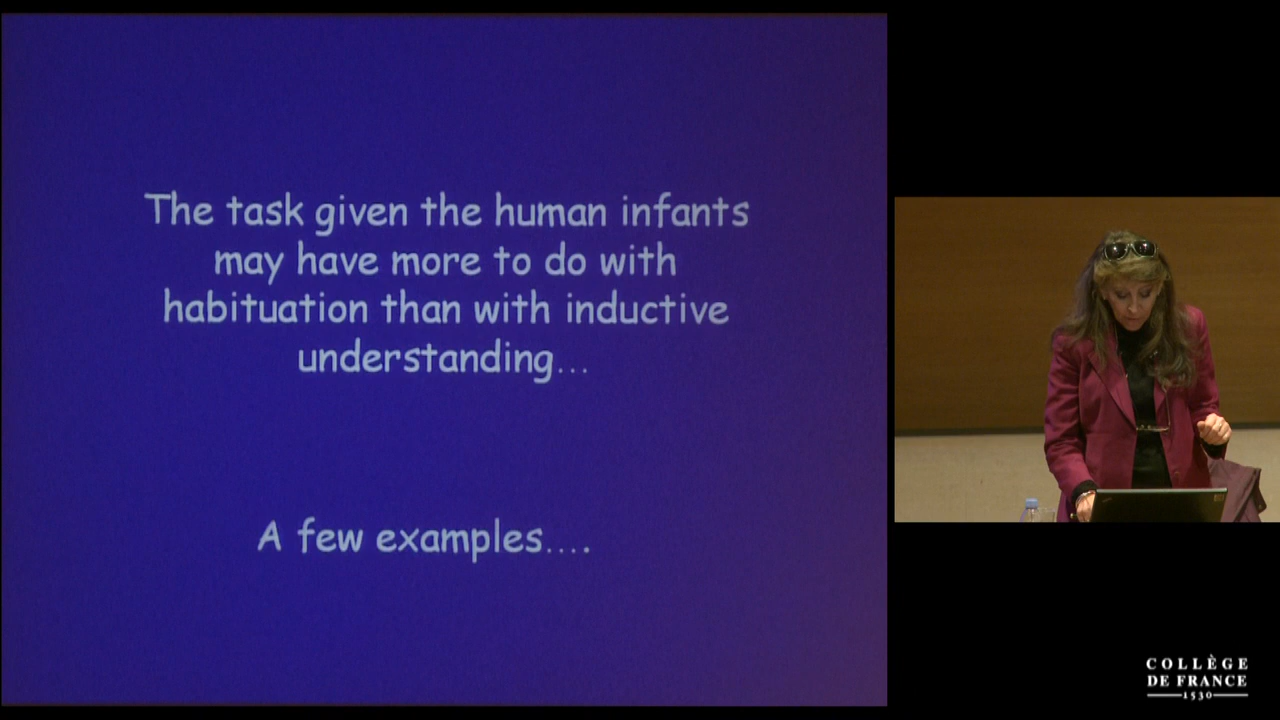 The task given the human infants
may have more to do with
habituation than with inductive
understanding...
A few examples....
COLLÈGE
DE FRANCE
1530